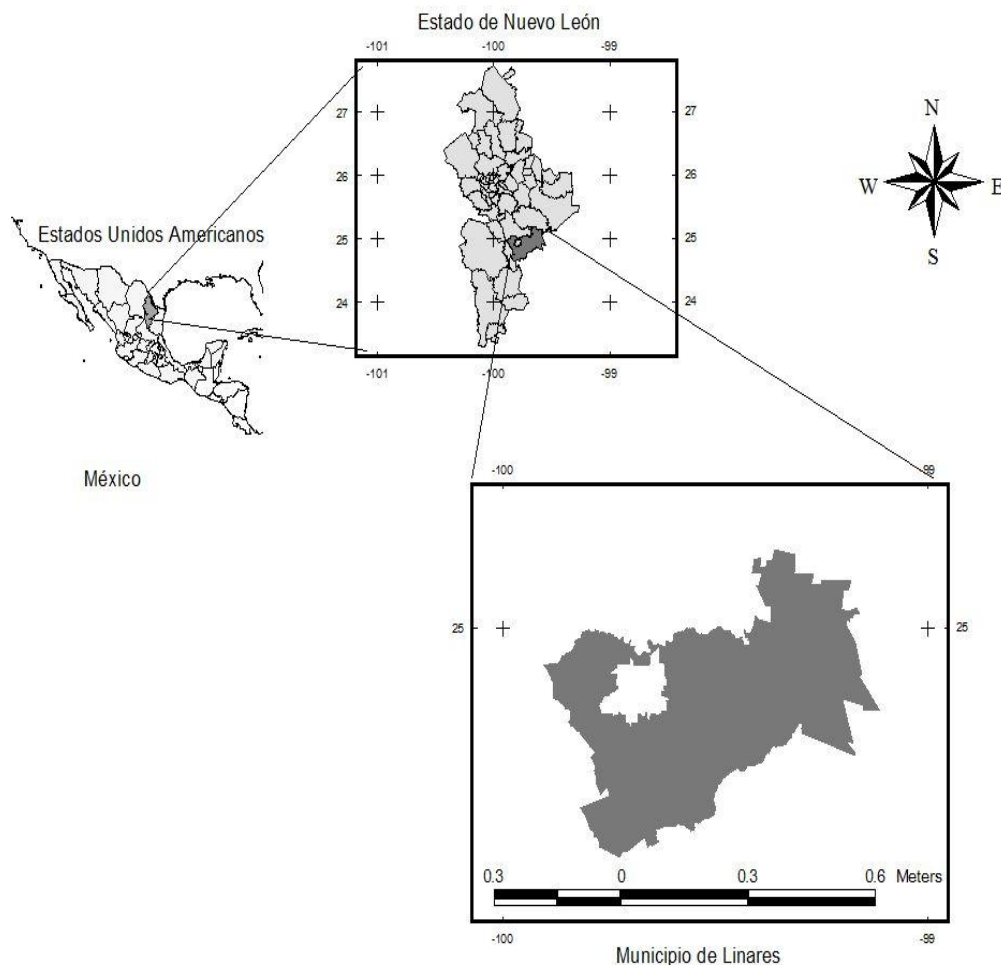 Estado de Nuevo León
-101 -100 -99
27 27
26 26
25 25
24 24
-101 -100 -99
N
W E
S
Estados Unidos Americanos
México
-100 -99
25 25
0.3 0 0.3 0.6 Meters
-100 -99
Municipio de Linares